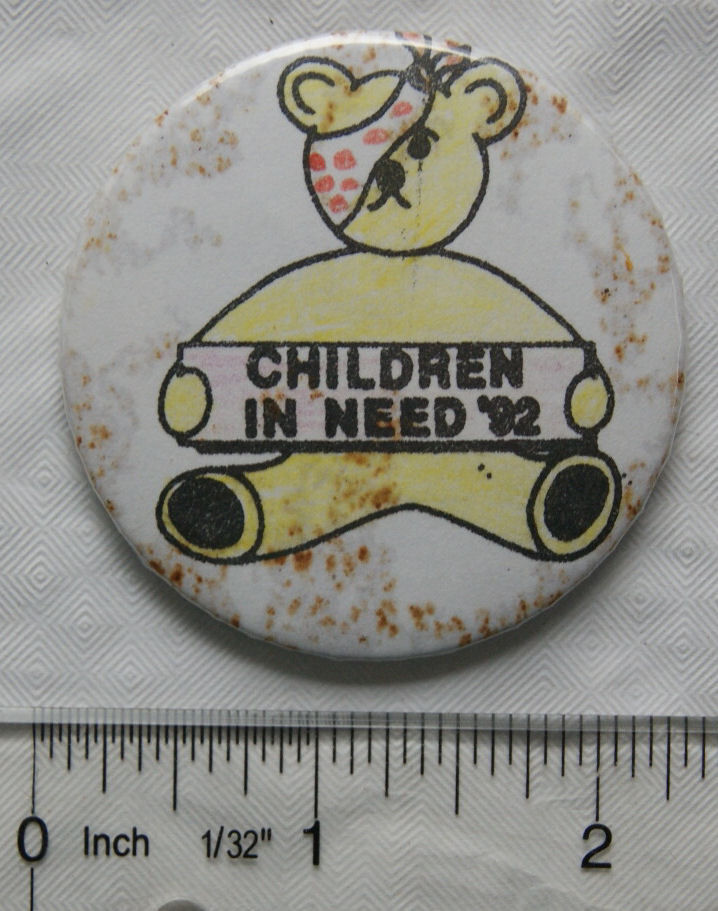 CHILDREN
IN NEED '92
0 Inch 1/32" 1 2